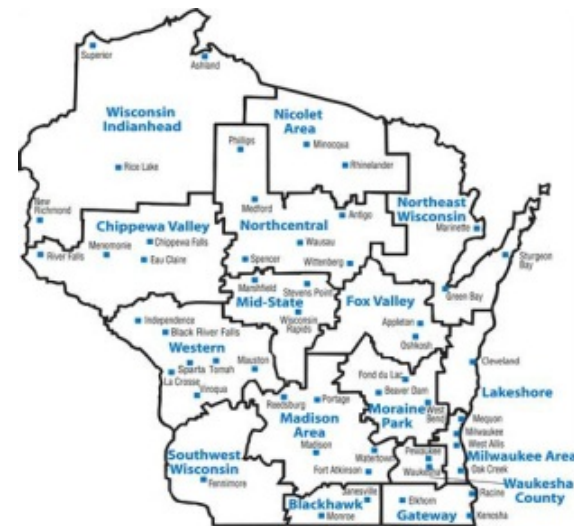 Superior
Ashland
Wisconsin
Indianhead
Nicolet
Area
Phillips
Minocqua
Rice Lake
Rhinelander
New
Richmond
Medford
Antigo
Northeast
Wisconsin
Marinette
Chippewa Valley
Northcentral
River Falls
Menomonie
Chippewa Falls
Eau Claire
Wausau
Spencer
Wittenberg
Sturgeon
Bay
Marshfield
Stevens Point
Mid-State
Wisconsin
Rapids
Fox Valley
Green Bay
Appleton
Oshkosh
Independence
Black River Falls
Western
Sparta
Tomah
Mauston
La Crosse
Viroqua
Cleveland
Fond du Lac
Beaver Dam
Lakeshore
Reedsburg
Portage
Moraine
Park
West
Bend
Madison
Area
Madison
Mequon
Milwaukee
West Allis
Milwaukee Area
Southwest
Wisconsin
Fennimore
Watertown
Fort Atkinson
Pewaukee
Waukesha
Oak Creek
Waukesha
County
Janesville
Blackhawk
Monroe
Elkhorn
Gateway
Racine
Kenosha